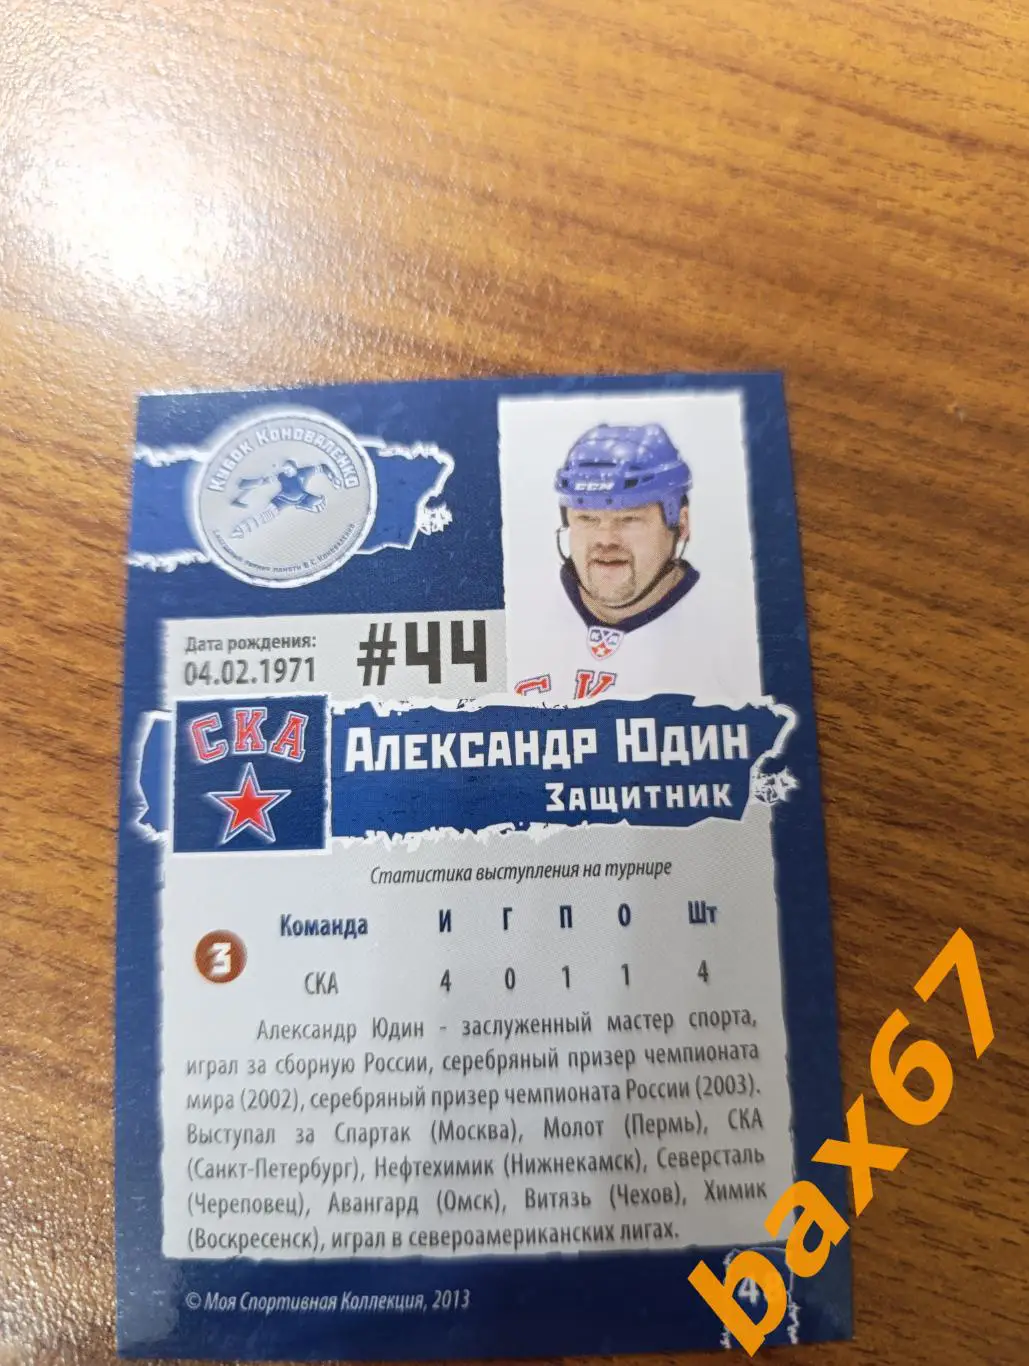 Кубок Коноваленко
CCM
Дата рождения:
04.02.1971
#44
СКА
Александр Юдин
Защитник
Статистика выступления на турнире
Команда И Г П О Шт
3
СКА 4 0 1 1 4
Александр Юдин - заслуженный мастер спорта,
играл за сборную России, серебряный призер чемпионата
мира (2002), серебряный призер чемпионата России (2003).
Выступал за Спартак (Москва), Молот (Пермь), СКА
(Санкт-Петербург), Нефтехимик (Нижнекамск), Северсталь
(Череповец), Авангард (Омск), Витязь (Чехов), Химик
(Воскресенск), играл в североамериканских лигах.
© Моя Спортивная Коллекция, 2013
bax67